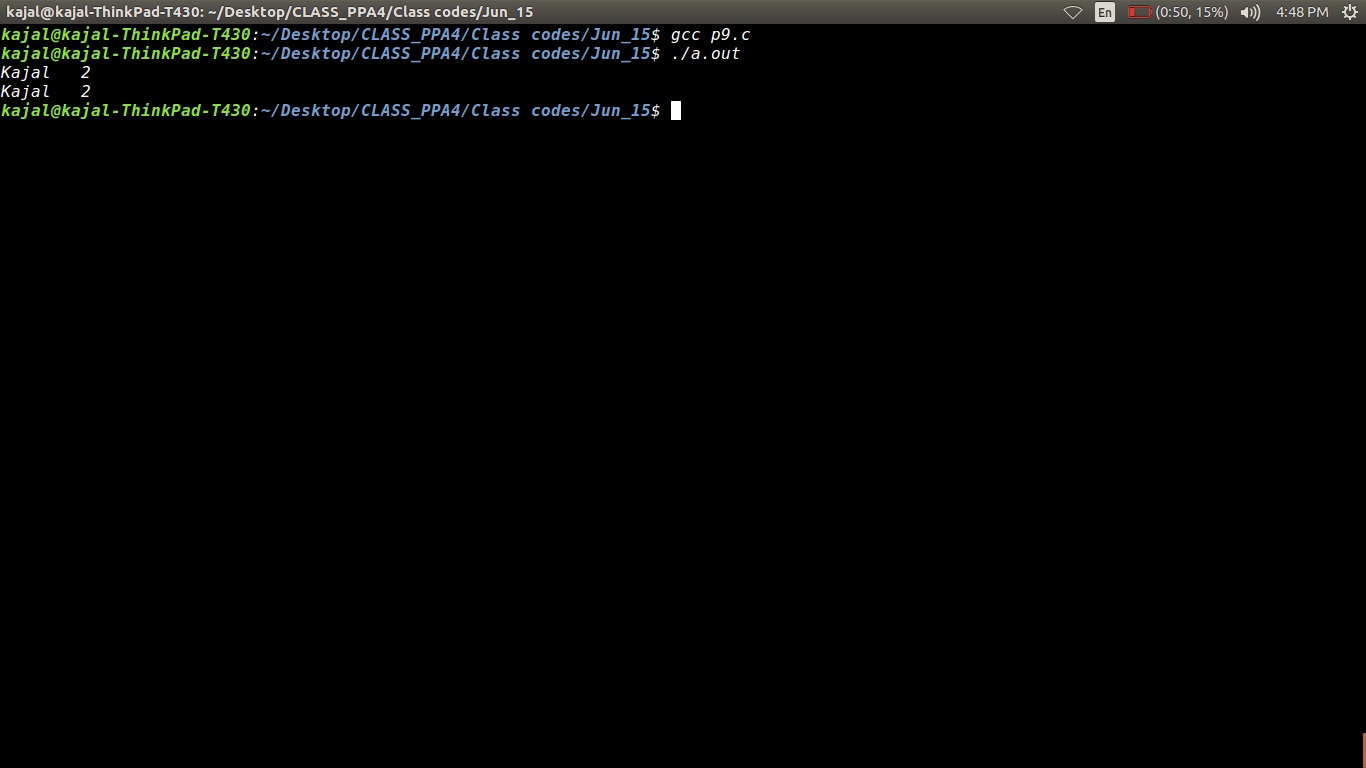 kajal@kajal-ThinkPad-T430: ~/Desktop/CLASS_PPA4/Class codes/Jun_15 En (0:50, 15%) 4:48 PM
kajal@kajal-ThinkPad-T430:~/Desktop/CLASS_PPA4/Class codes/Jun_15$ gcc p9.c
kajal@kajal-ThinkPad-T430:~/Desktop/CLASS_PPA4/Class codes/Jun_15$ ./a.out
Kajal   2
Kajal   2
kajal@kajal-ThinkPad-T430:~/Desktop/CLASS_PPA4/Class codes/Jun_15$